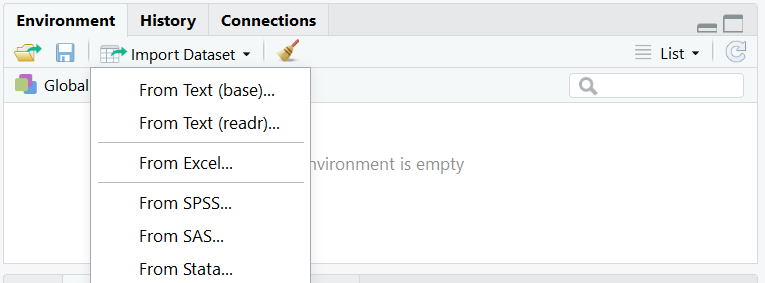 Environment History Connections
Import Dataset List
Global
From Text (base)...
From Text (readr)...
From Excel...
nvironment is empty
From SPSS...
From SAS...
From Stata...